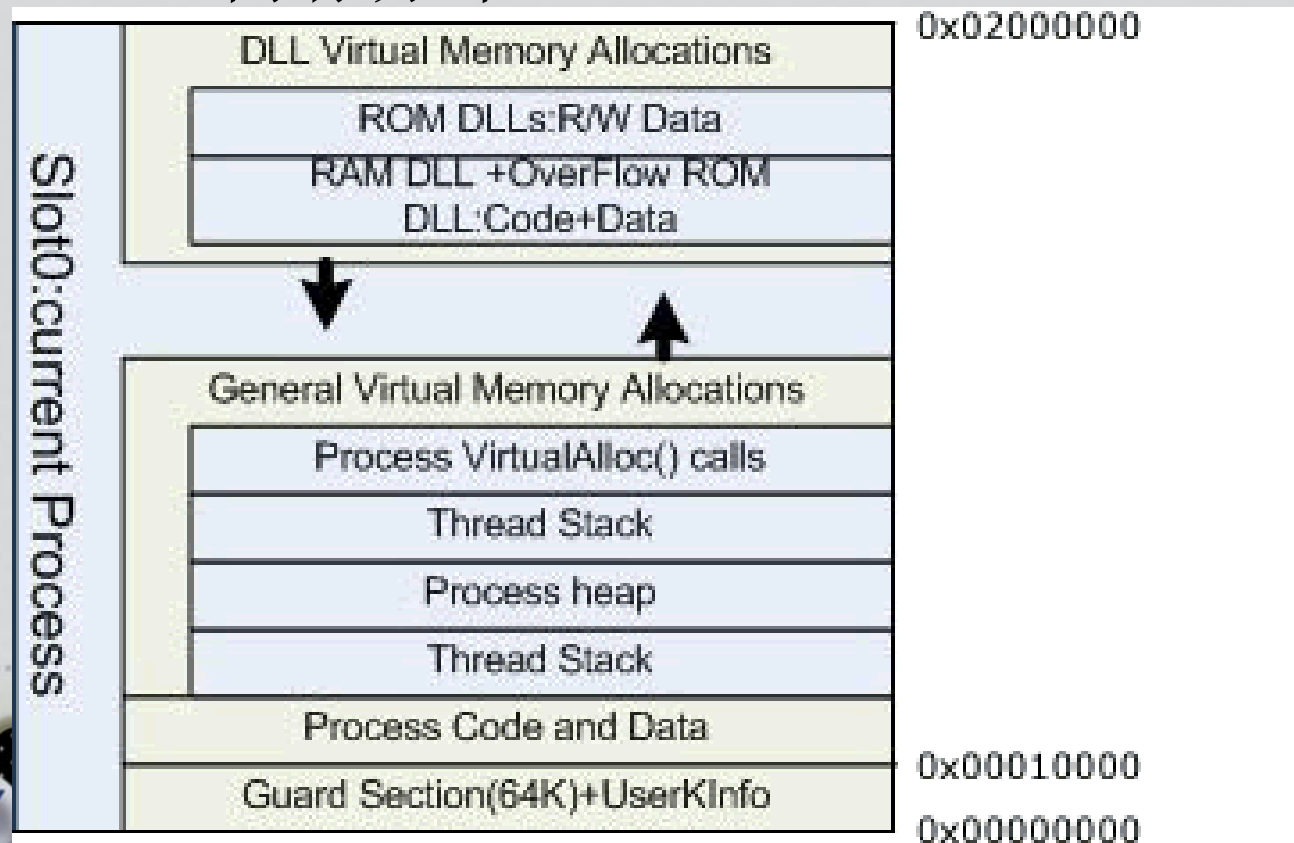 0x02000000
DLL Virtual Memory Allocations
ROM DLLs:R/W Data
RAM DLL +OverFlow ROM
DLL:Code+Data
Slot0:current Process
General Virtual Memory Allocations
Process VirtualAlloc() calls
Thread Stack
Process heap
Thread Stack
Process Code and Data
0x00010000
Guard Section(64K)+UserKInfo
0x00000000